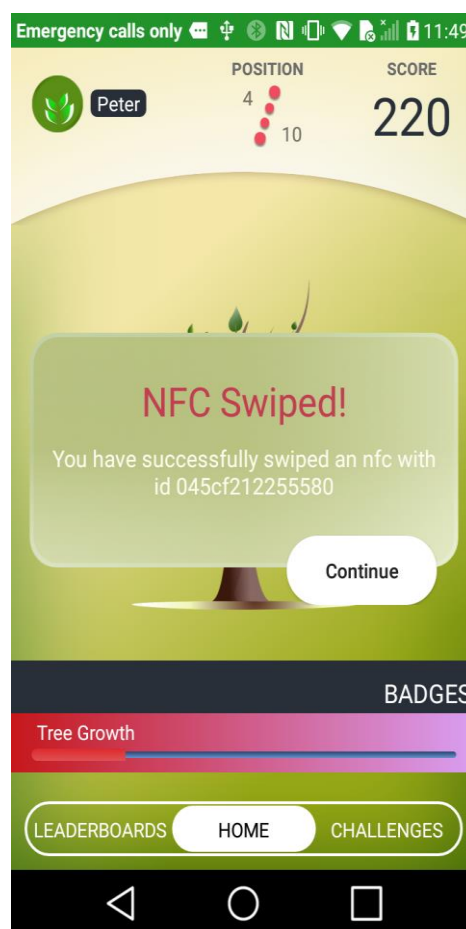 Emergency calls only 11:49
POSITION
SCORE
Peter
4
10
220
NFC Swiped!
You have successfully swiped an nfc with
id 045cf212255580
Continue
BADGES
Tree Growth
LEADERBOARDS
HOME
CHALLENGES